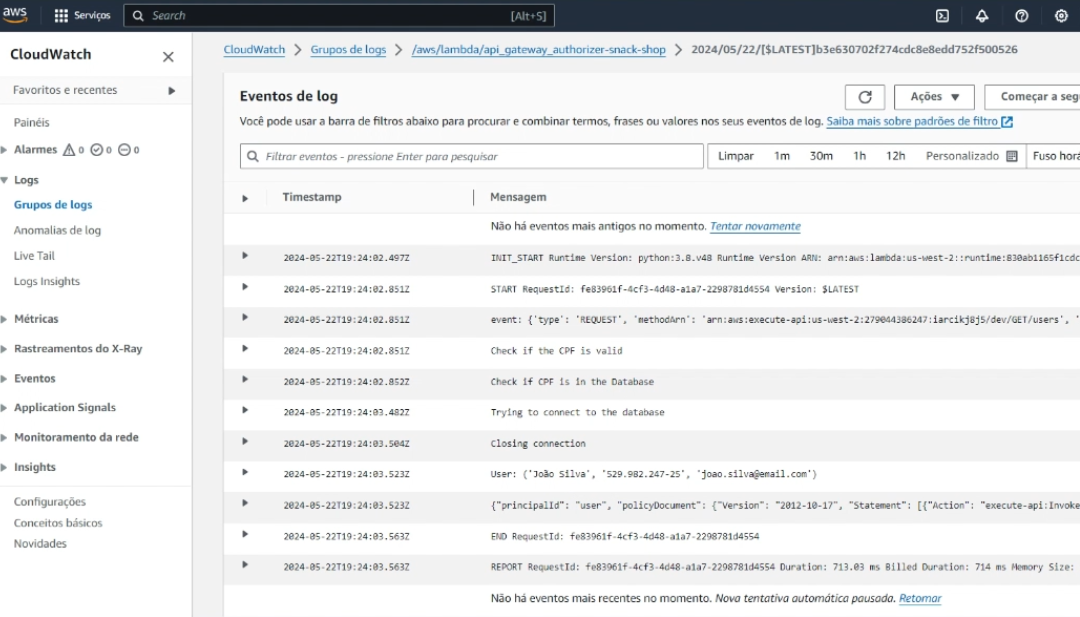 aws Serviços Search [Alt+S]
CloudWatch
Favoritos e recentes
Painéis
Alarmes 0 0 0
Logs
Grupos de logs
Anomalias de log
Live Tail
Logs Insights
Métricas
Rastreamentos do X-Ray
Eventos
Application Signals
Monitoramento da rede
Insights
Configurações
Conceitos básicos
Novidades
CloudWatch > Grupos de logs > /aws/lambda/api_gateway_authorizer-snack-shop > 2024/05/22/[$LATEST]b3e630702f274cdc8e8edd752f500526
Eventos de log
Ações
Começar a seg
Você pode usar a barra de filtros abaixo para procurar e combinar termos, frases ou valores nos seus eventos de log. Saiba mais sobre padrões de filtro
Filtrar eventos - pressione Enter para pesquisar
Limpar 1m 30m 1h 12h Personalizado Fuso horá
Timestamp Mensagem
Não há eventos mais antigos no momento. Tentar novamente
2024-05-22T19:24:02.497Z INIT_START Runtime Version: python:3.8.v48 Runtime Version ARN: arn:aws:lambda:us-west-2::runtime:830ab1165f1cdc
2024-05-22T19:24:02.851Z START RequestId: fe83961f-4cf3-4d48-a1a7-2298781d4554 Version: $LATEST
2024-05-22T19:24:02.851Z event: {'type': 'REQUEST', 'methodArn': 'arn:aws:execute-api:us-west-2:279044386247:iarcikj8j5/dev/GET/users', '
2024-05-22T19:24:02.851Z Check if the CPF is valid
2024-05-22T19:24:02.852Z Check if CPF is in the Database
2024-05-22T19:24:03.482Z Trying to connect to the database
2024-05-22T19:24:03.504Z Closing connection
2024-05-22T19:24:03.523Z User: ('João Silva', '529.982.247-25', 'joao.silva@email.com')
2024-05-22T19:24:03.523Z {"principalId": "user", "policyDocument": {"Version": "2012-10-17", "Statement": [{"Action": "execute-api:Invoke
2024-05-22T19:24:03.563Z END RequestId: fe83961f-4cf3-4d48-a1a7-2298781d4554
2024-05-22T19:24:03.563Z REPORT RequestId: fe83961f-4cf3-4d48-a1a7-2298781d4554 Duration: 713.03 ms Billed Duration: 714 ms Memory Size:
Não há eventos mais recentes no momento. Nova tentativa automática pausada. Retomar